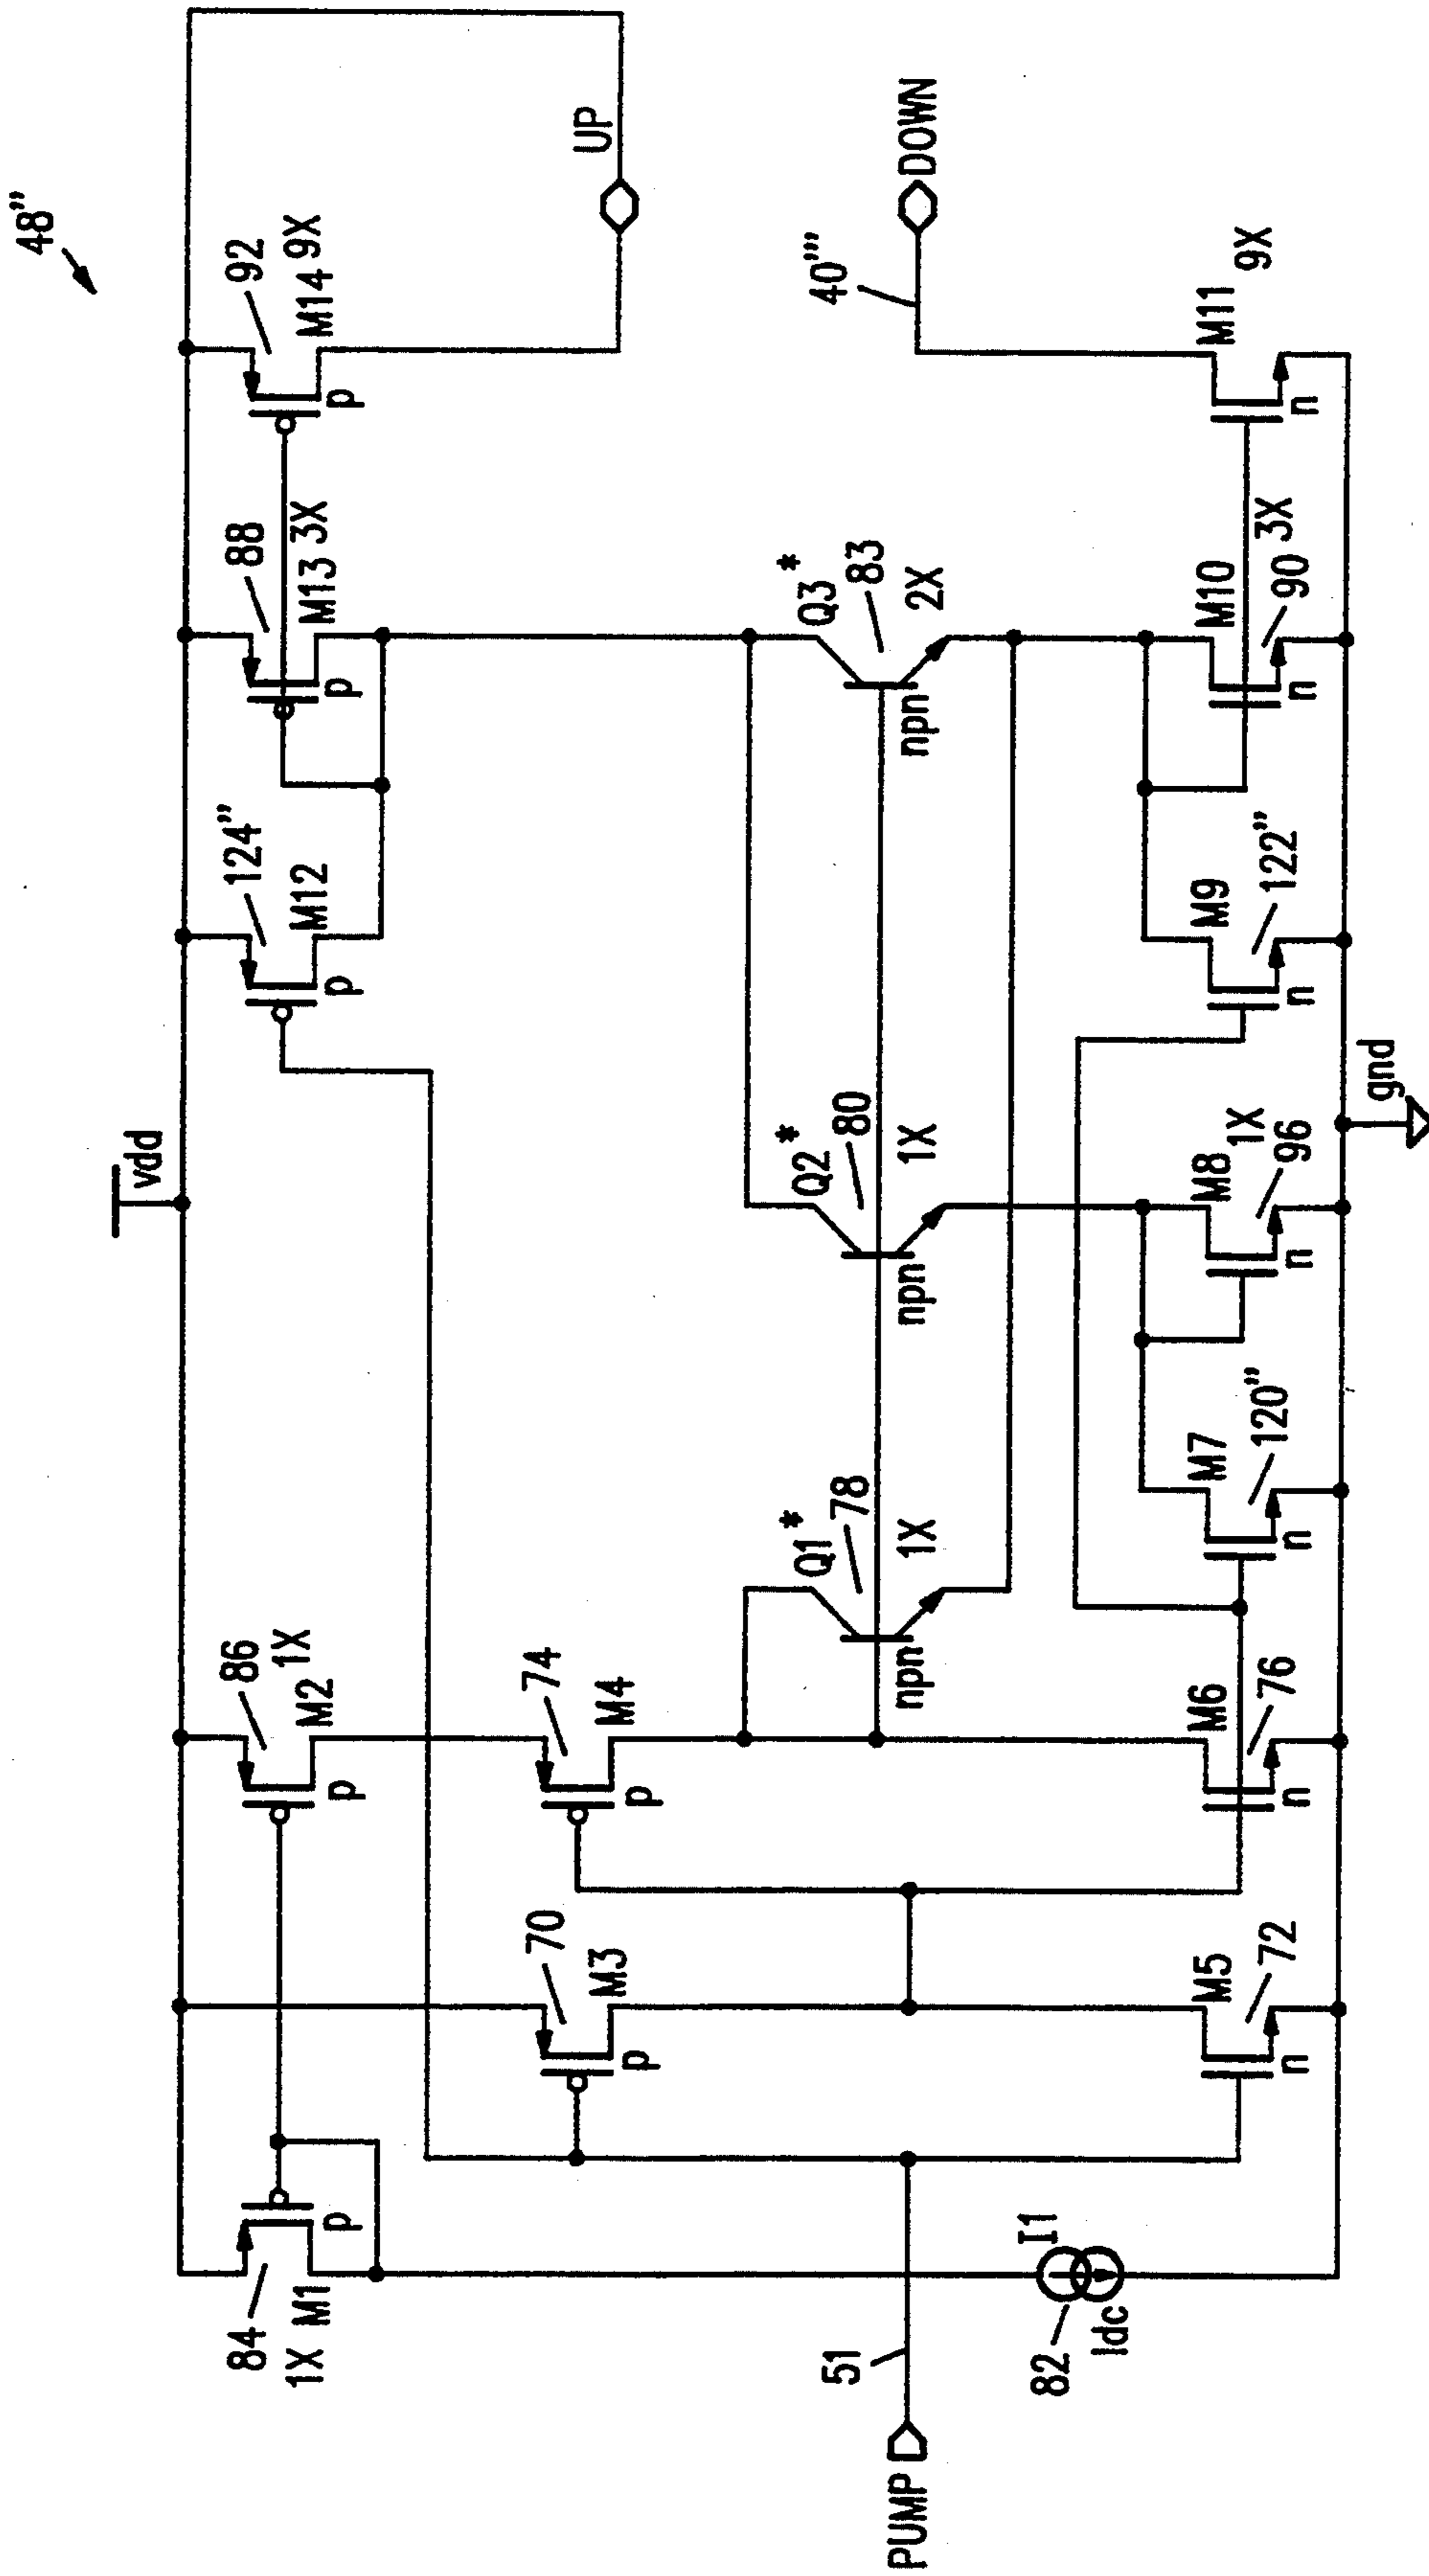 48"
vdd
84
1X M1
p
86
1X
M2
p
124"
M12
p
88
M13 3X
p
92
M14 9X
p
UP
70
M3
p
74
M4
p
Q1*
78
1X
npn
Q2*
80
1X
npn
Q3*
83
2X
npn
40'''
DOWN
PUMP
51
82
I1
Idc
M5
72
n
M6
76
n
M7
120"
n
M8
1X
96
n
M9
122"
n
M10
3X
90
n
M11
9X
n
gnd